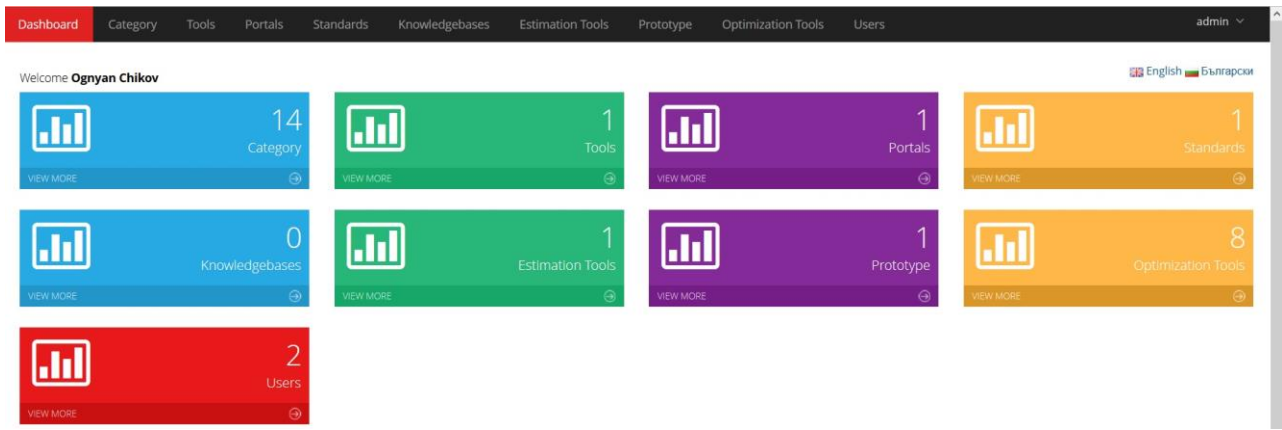 Dashboard Category Tools Portals Standards Knowledgebases Estimation Tools Prototype Optimization Tools Users admin
Welcome Ognyan Chikov
English Български
14
Category
VIEW MORE
1
Tools
VIEW MORE
1
Portals
VIEW MORE
1
Standards
VIEW MORE
0
Knowledgebases
VIEW MORE
1
Estimation Tools
VIEW MORE
1
Prototype
VIEW MORE
8
Optimization Tools
VIEW MORE
2
Users
VIEW MORE